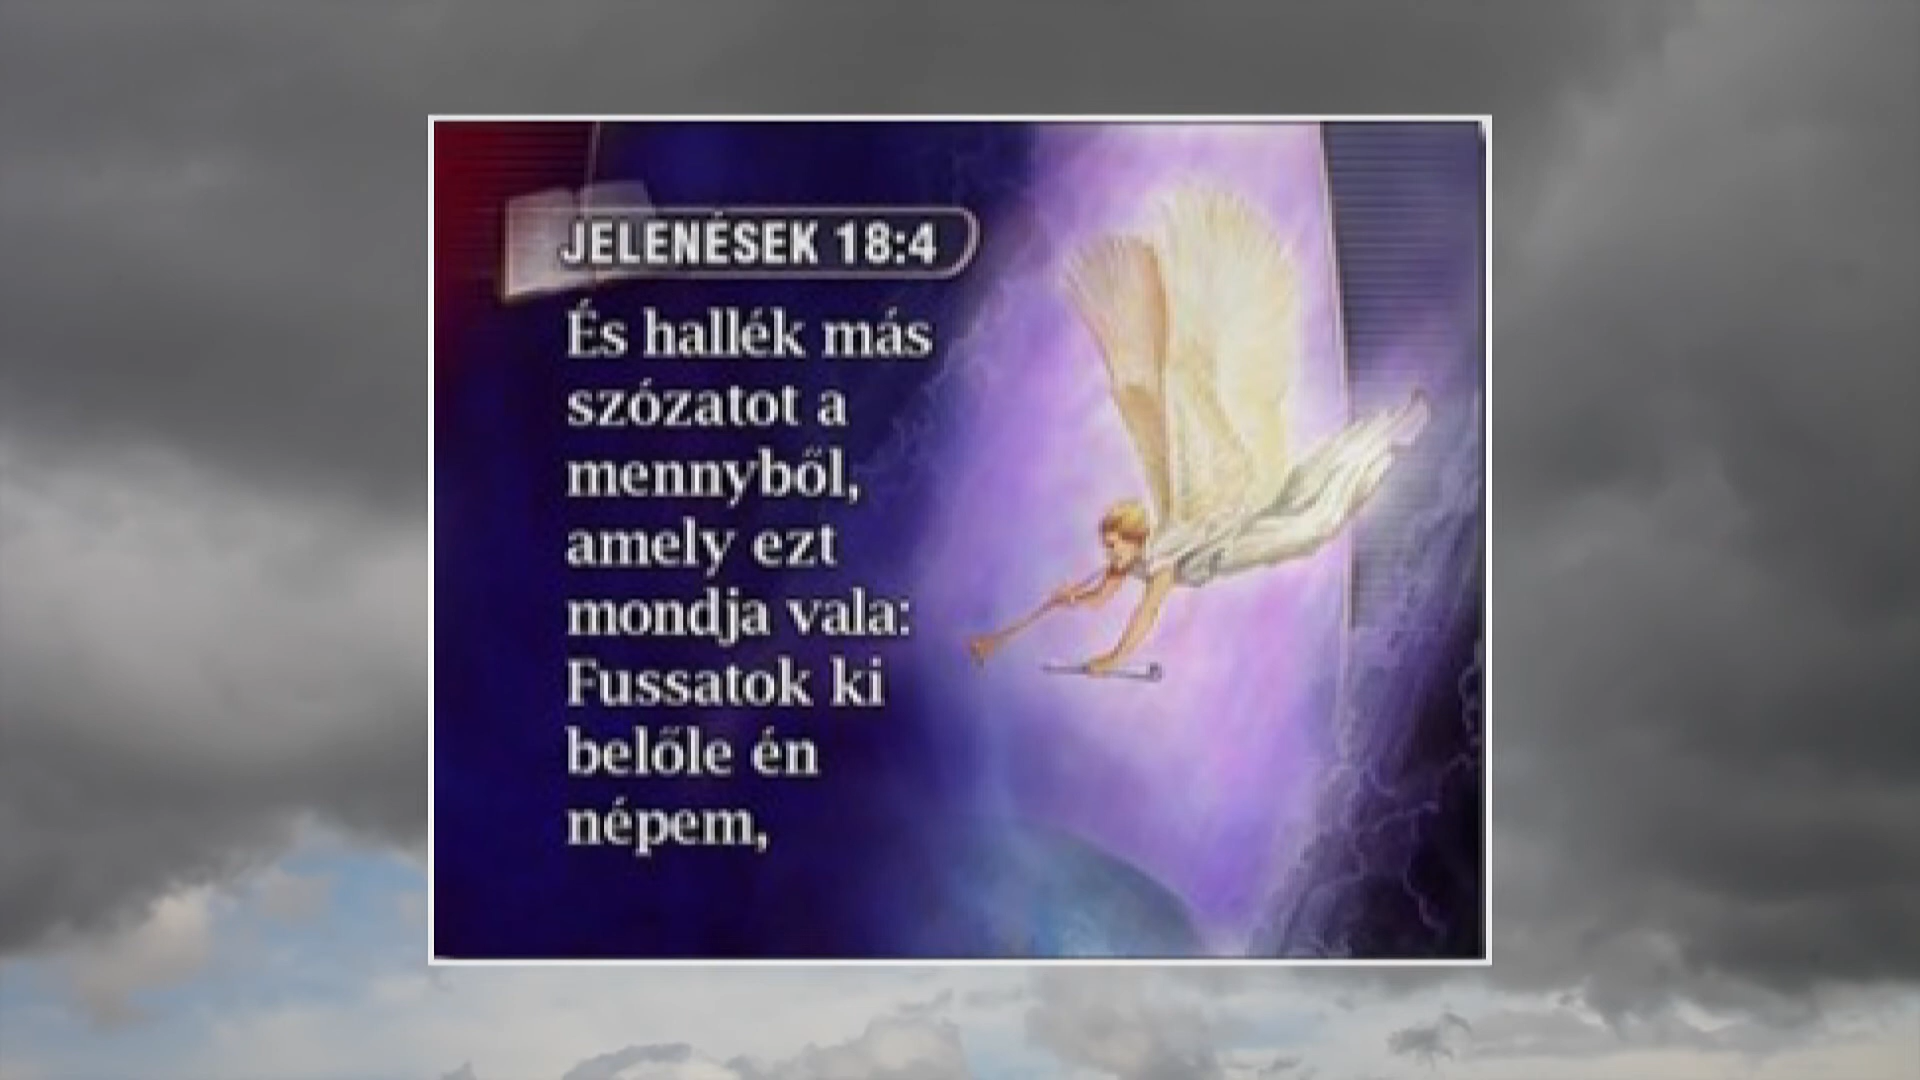 JELENÉSEK 18:4
És hallék más
szózatot a
mennyből,
amely ezt
mondja vala:
Fussatok ki
belőle én
népem,